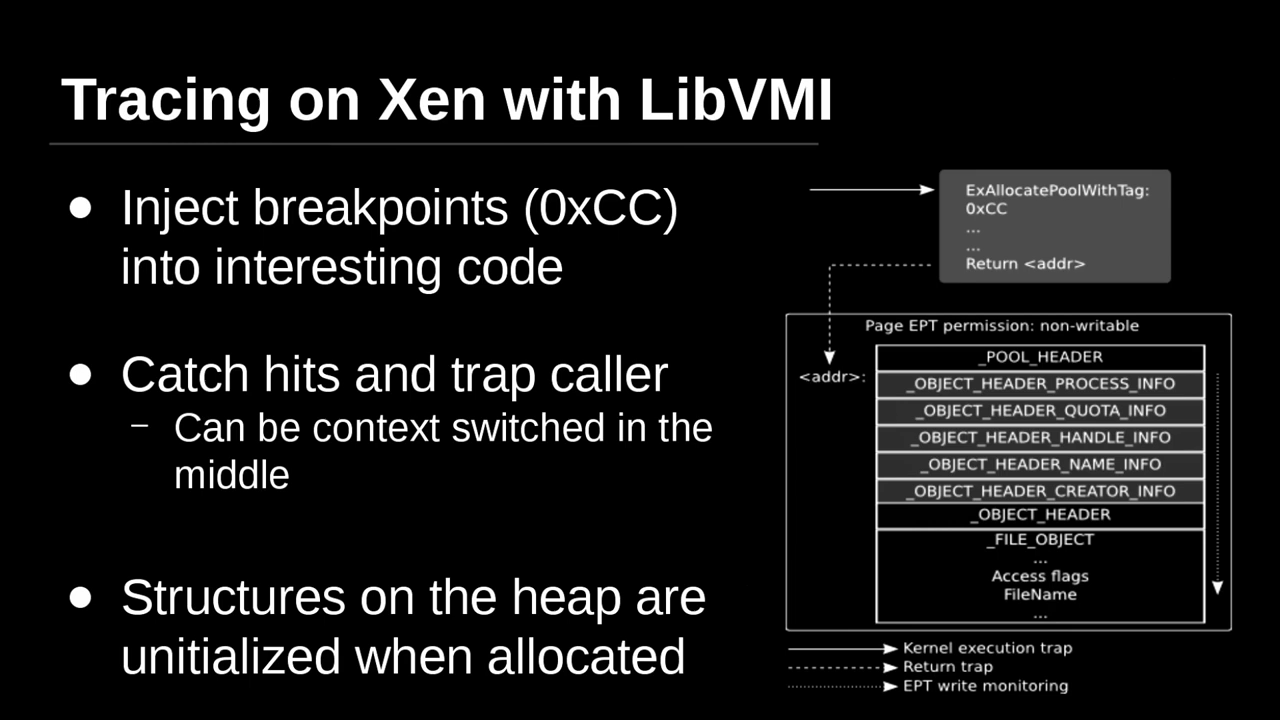 Tracing on Xen with LibVMI
● Inject breakpoints (0xCC)
into interesting code
● Catch hits and trap caller
– Can be context switched in the
middle
● Structures on the heap are
unitialized when allocated
ExAllocatePoolWithTag:
0xCC
...
...
Return <addr>
Page EPT permission: non-writable
<addr>:
_POOL_HEADER
_OBJECT_HEADER_PROCESS_INFO
_OBJECT_HEADER_QUOTA_INFO
_OBJECT_HEADER_HANDLE_INFO
_OBJECT_HEADER_NAME_INFO
_OBJECT_HEADER_CREATOR_INFO
_OBJECT_HEADER
_FILE_OBJECT
...
Access flags
FileName
...
Kernel execution trap
Return trap
EPT write monitoring